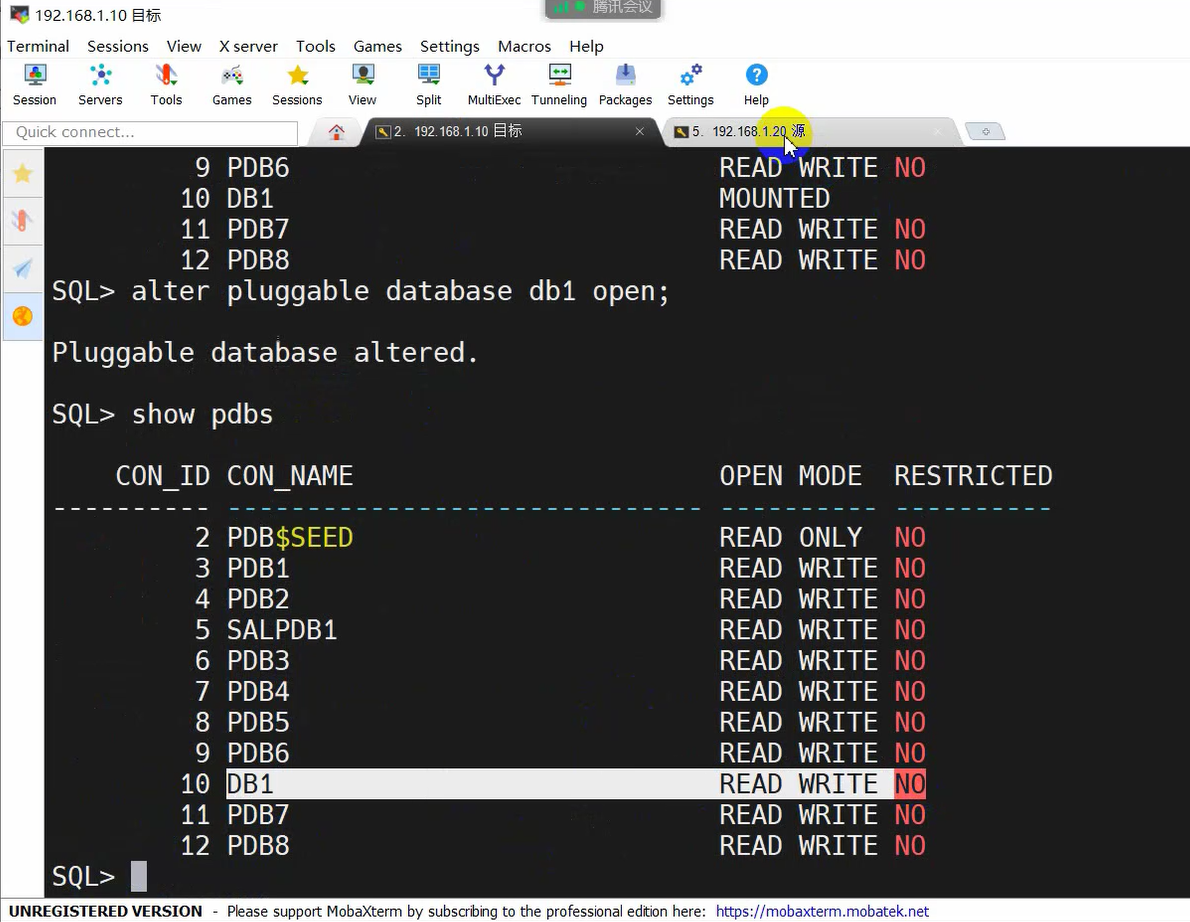 腾讯会议
192.168.1.10 目标
Terminal Sessions View X server Tools Games Settings Macros Help
Session Servers Tools Games Sessions View Split MultiExec Tunneling Packages Settings Help
Quick connect... 2. 192.168.1.10 目标 5. 192.168.1.20 源
9 PDB6 READ WRITE NO
10 DB1 MOUNTED
11 PDB7 READ WRITE NO
12 PDB8 READ WRITE NO
SQL> alter pluggable database db1 open;
Pluggable database altered.
SQL> show pdbs
CON_ID CON_NAME OPEN MODE RESTRICTED
---------- ------------------------------ ---------- ----------
2 PDB$SEED READ ONLY NO
3 PDB1 READ WRITE NO
4 PDB2 READ WRITE NO
5 SALPDB1 READ WRITE NO
6 PDB3 READ WRITE NO
7 PDB4 READ WRITE NO
8 PDB5 READ WRITE NO
9 PDB6 READ WRITE NO
10 DB1 READ WRITE NO
11 PDB7 READ WRITE NO
12 PDB8 READ WRITE NO
SQL>
UNREGISTERED VERSION - Please support MobaXterm by subscribing to the professional edition here: https://mobaxterm.mobatek.net